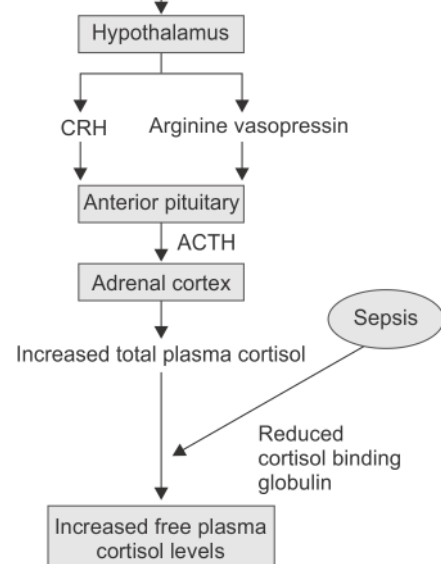 Hypothalamus
CRH
Arginine vasopressin
Anterior pituitary
ACTH
Adrenal cortex
Sepsis
Increased total plasma cortisol
Reduced
cortisol binding
globulin
Increased free plasma
cortisol levels